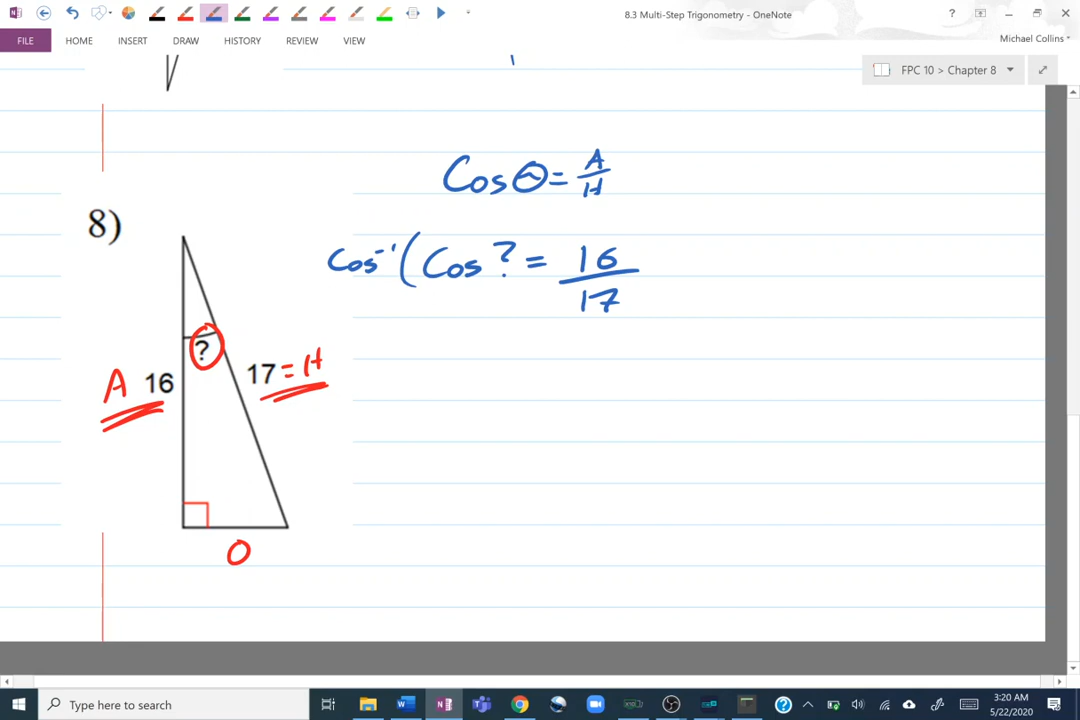 8.3 Multi-Step Trigonometry - OneNote
FILE HOME INSERT DRAW HISTORY REVIEW VIEW
Michael Collins
FPC 10 > Chapter 8
Cosθ = A/H
8)
Cos⁻¹( Cos ? = 16/17
?
A 16
17 = H
O
Type here to search
3:20 AM
5/22/2020